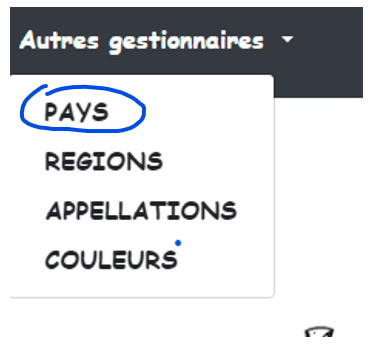 Autres gestionnaires
PAYS
REGIONS
APPELLATIONS
COULEURS